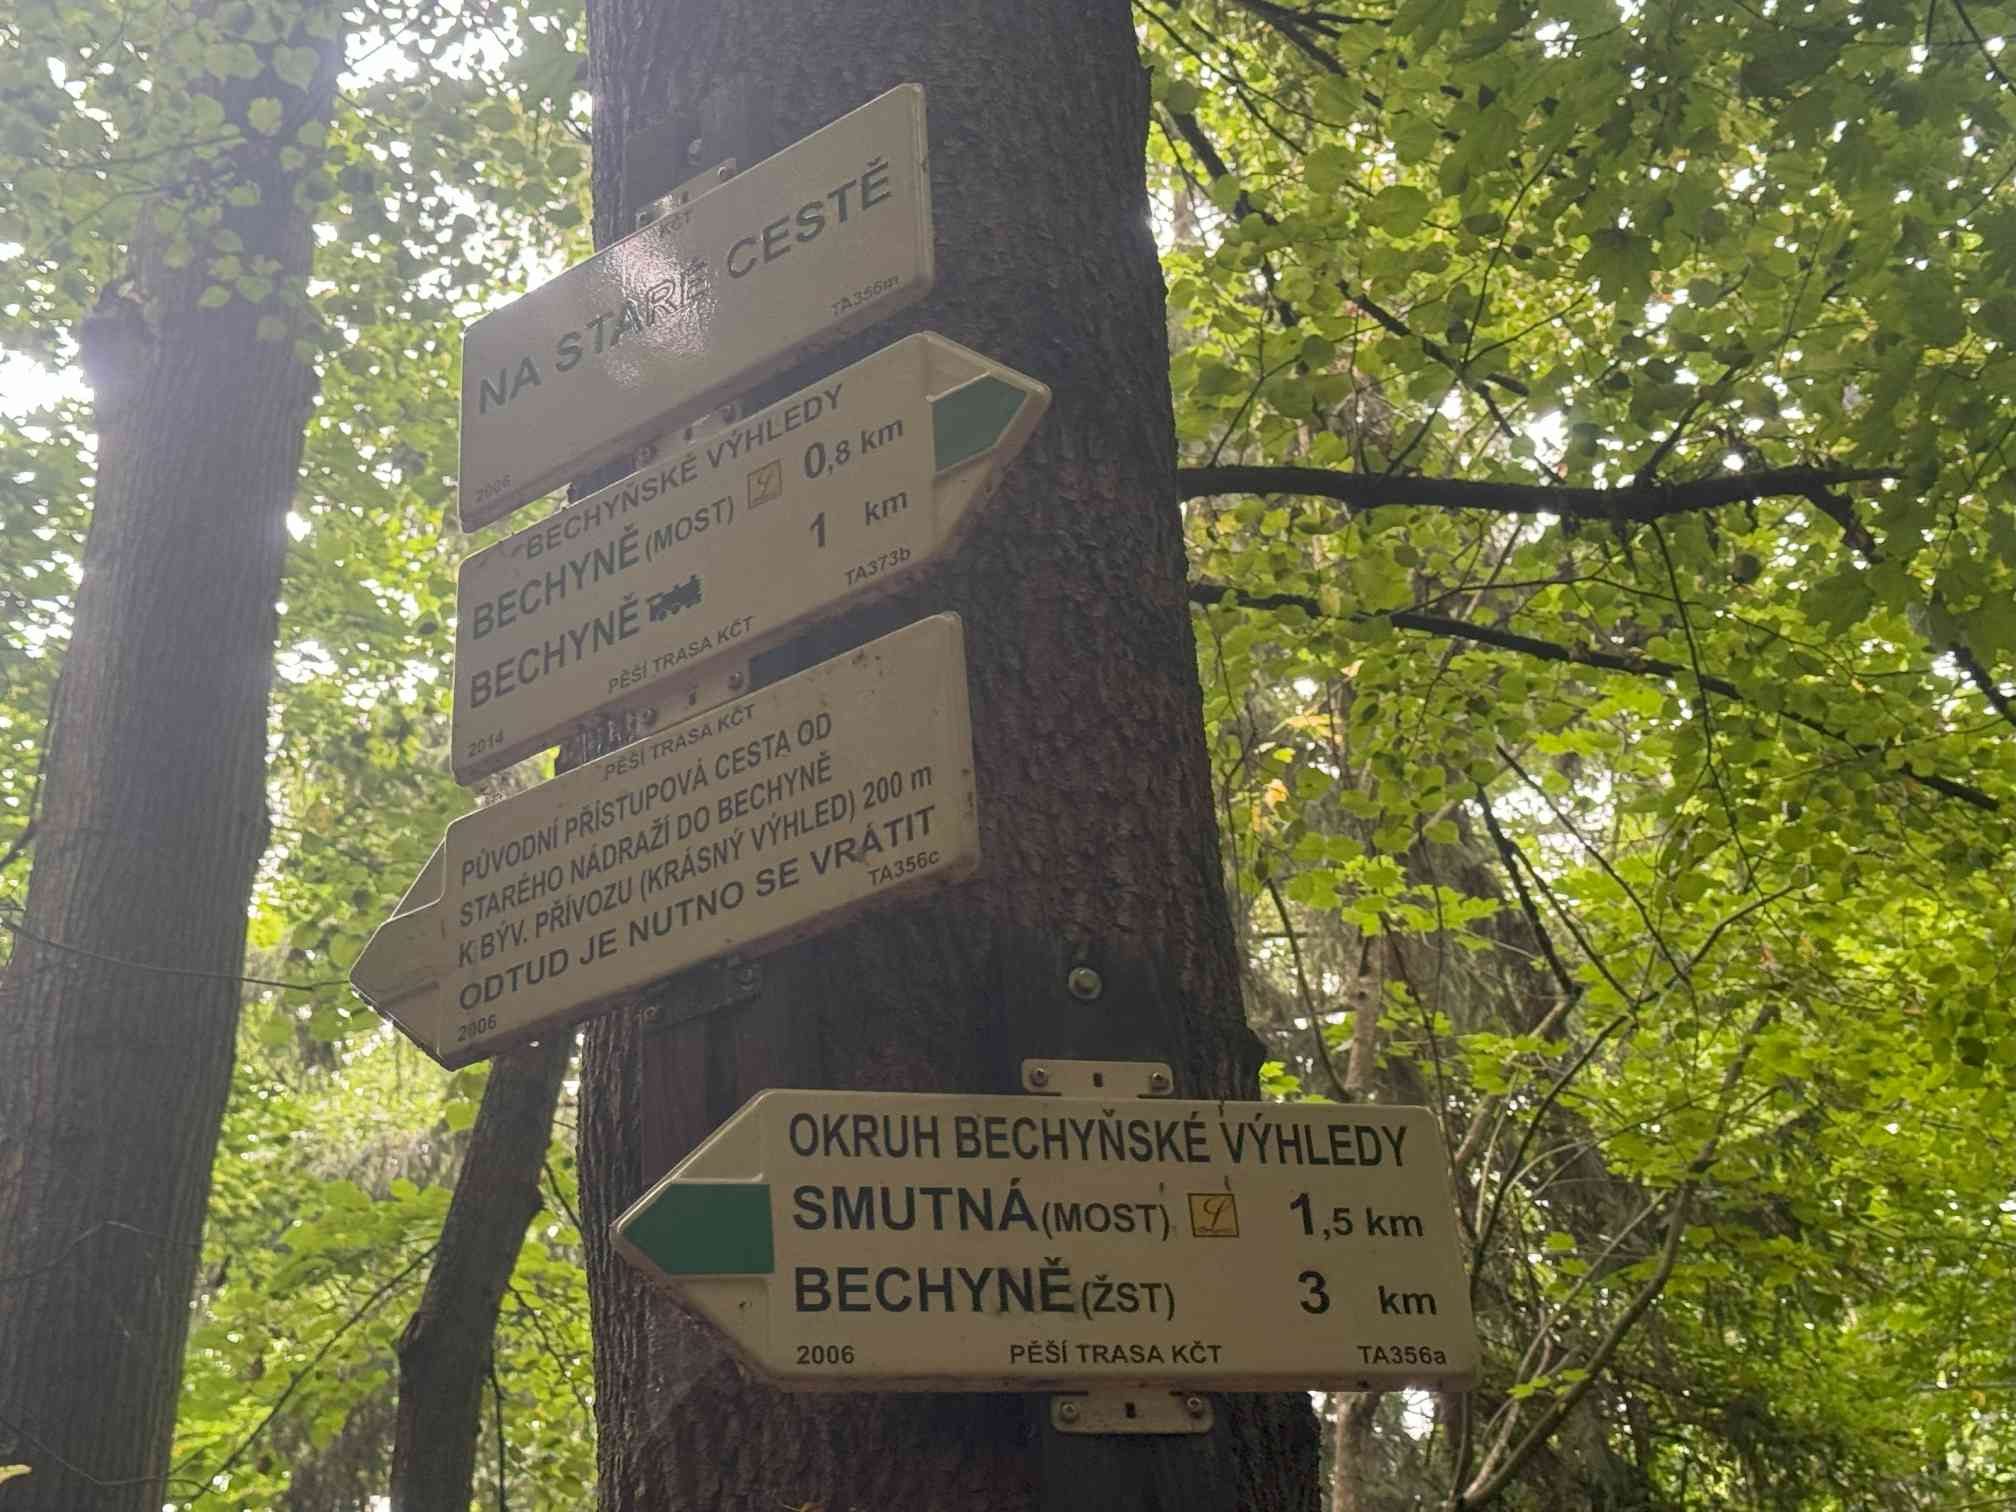 KČT
NA STARÉ CESTĚ
TA356m
2006
BECHYŇSKÉ VÝHLEDY
BECHYNĚ (MOST) 0,8 km
BECHYNĚ 1 km
2014 PĚŠÍ TRASA KČT TA373b
PĚŠÍ TRASA KČT
PŮVODNÍ PŘÍSTUPOVÁ CESTA OD
STARÉHO NÁDRAŽÍ DO BECHYNĚ
K BÝV. PŘÍVOZU (KRÁSNÝ VÝHLED) 200 m
ODTUD JE NUTNO SE VRÁTIT
2006 TA356c
OKRUH BECHYŇSKÉ VÝHLEDY
SMUTNÁ (MOST) 1,5 km
BECHYNĚ (ŽST) 3 km
2006 PĚŠÍ TRASA KČT TA356a